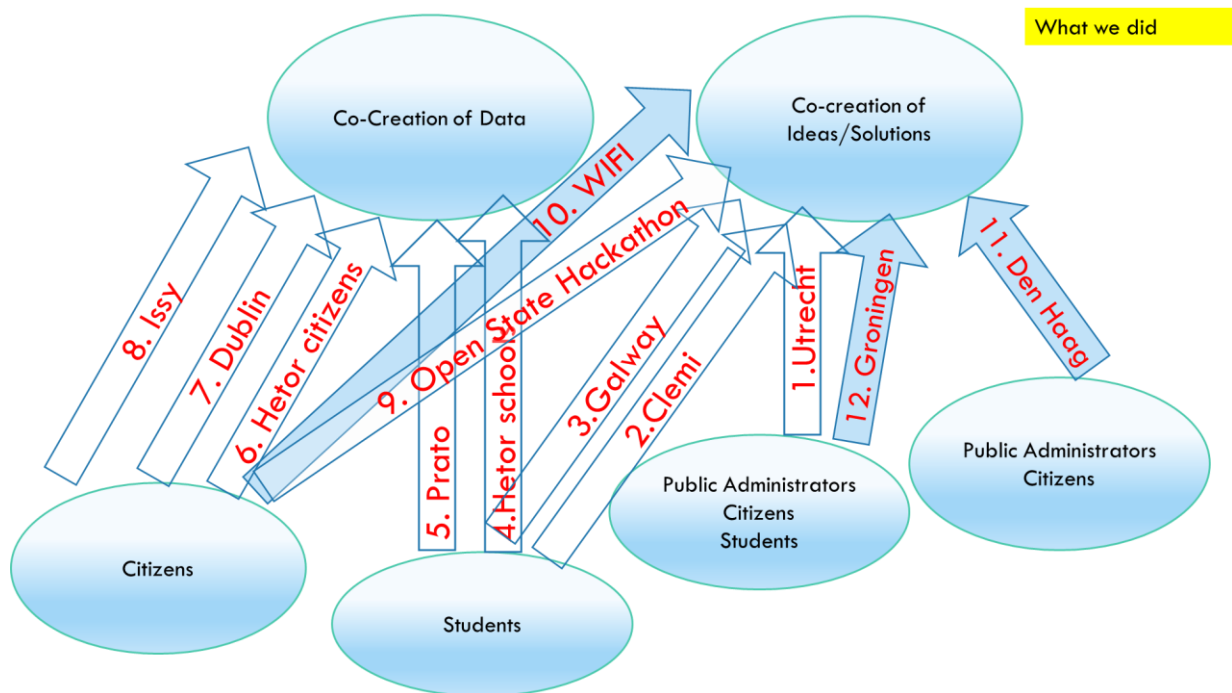 What we did
Co-Creation of Data
Co-creation of
Ideas/Solutions
8. Issy
7. Dublin
6. Hetor citizens
10. WIFI
9. Open State Hackathon
5. Prato
4.Hetor school
3.Galway
2.Clemi
1.Utrecht
12. Groningen
11. Den Haag
Citizens
Students
Public Administrators
Citizens
Students
Public Administrators
Citizens